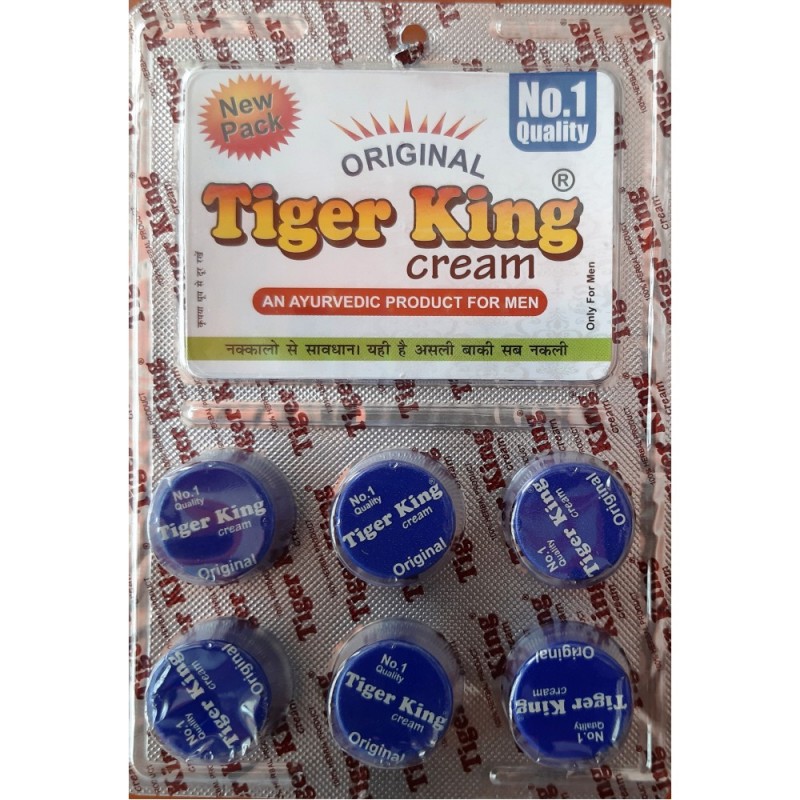 New
Pack
No.1
Quality
ORIGINAL
Tiger King®
cream
AN AYURVEDIC PRODUCT FOR MEN
Only For Men
नक्कालो से सावधान। यही है असली बाकी सब नकली
No.1
Quality
Tiger King
cream
Original
No.1
Quality
Tiger King
cream
Original
No.1
Quality
Tiger King
cream
Original
No.1
Quality
Tiger King
cream
Original
No.1
Quality
Tiger King
cream
Original
No.1
Quality
Tiger King
cream
Original